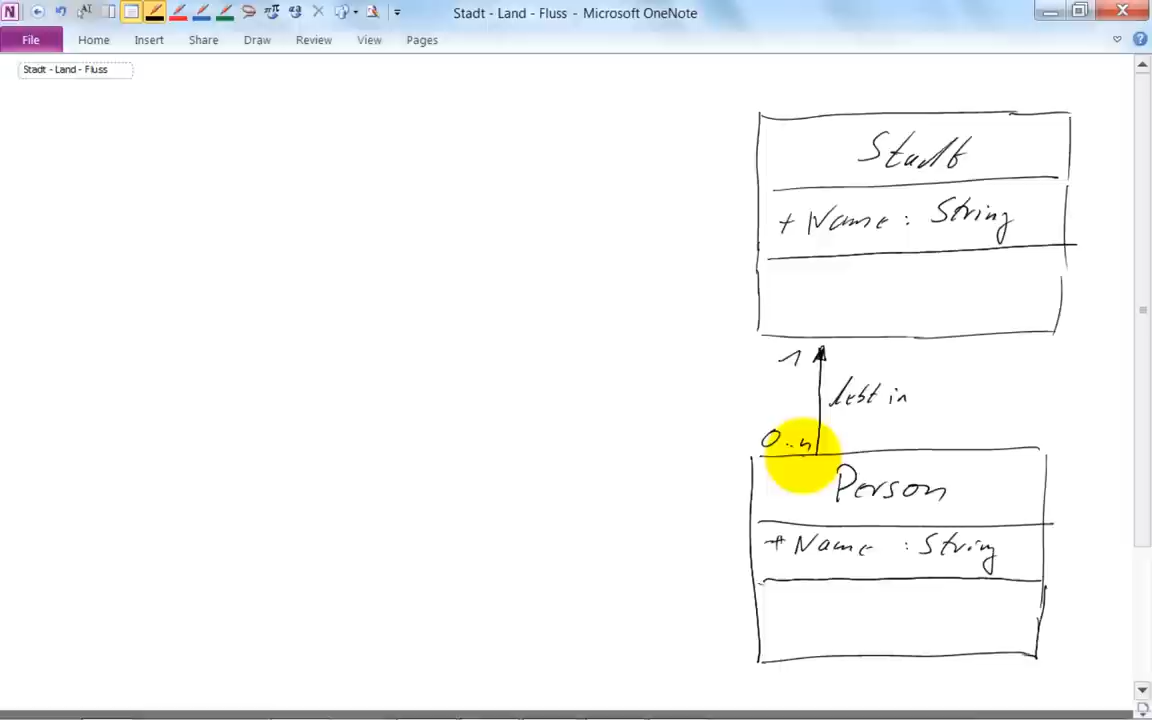 Stadt - Land - Fluss - Microsoft OneNote
File Home Insert Share Draw Review View Pages
Stadt - Land - Fluss
Stadt
+ Name : String
1
lebt in
0..n
Person
+ Name : String